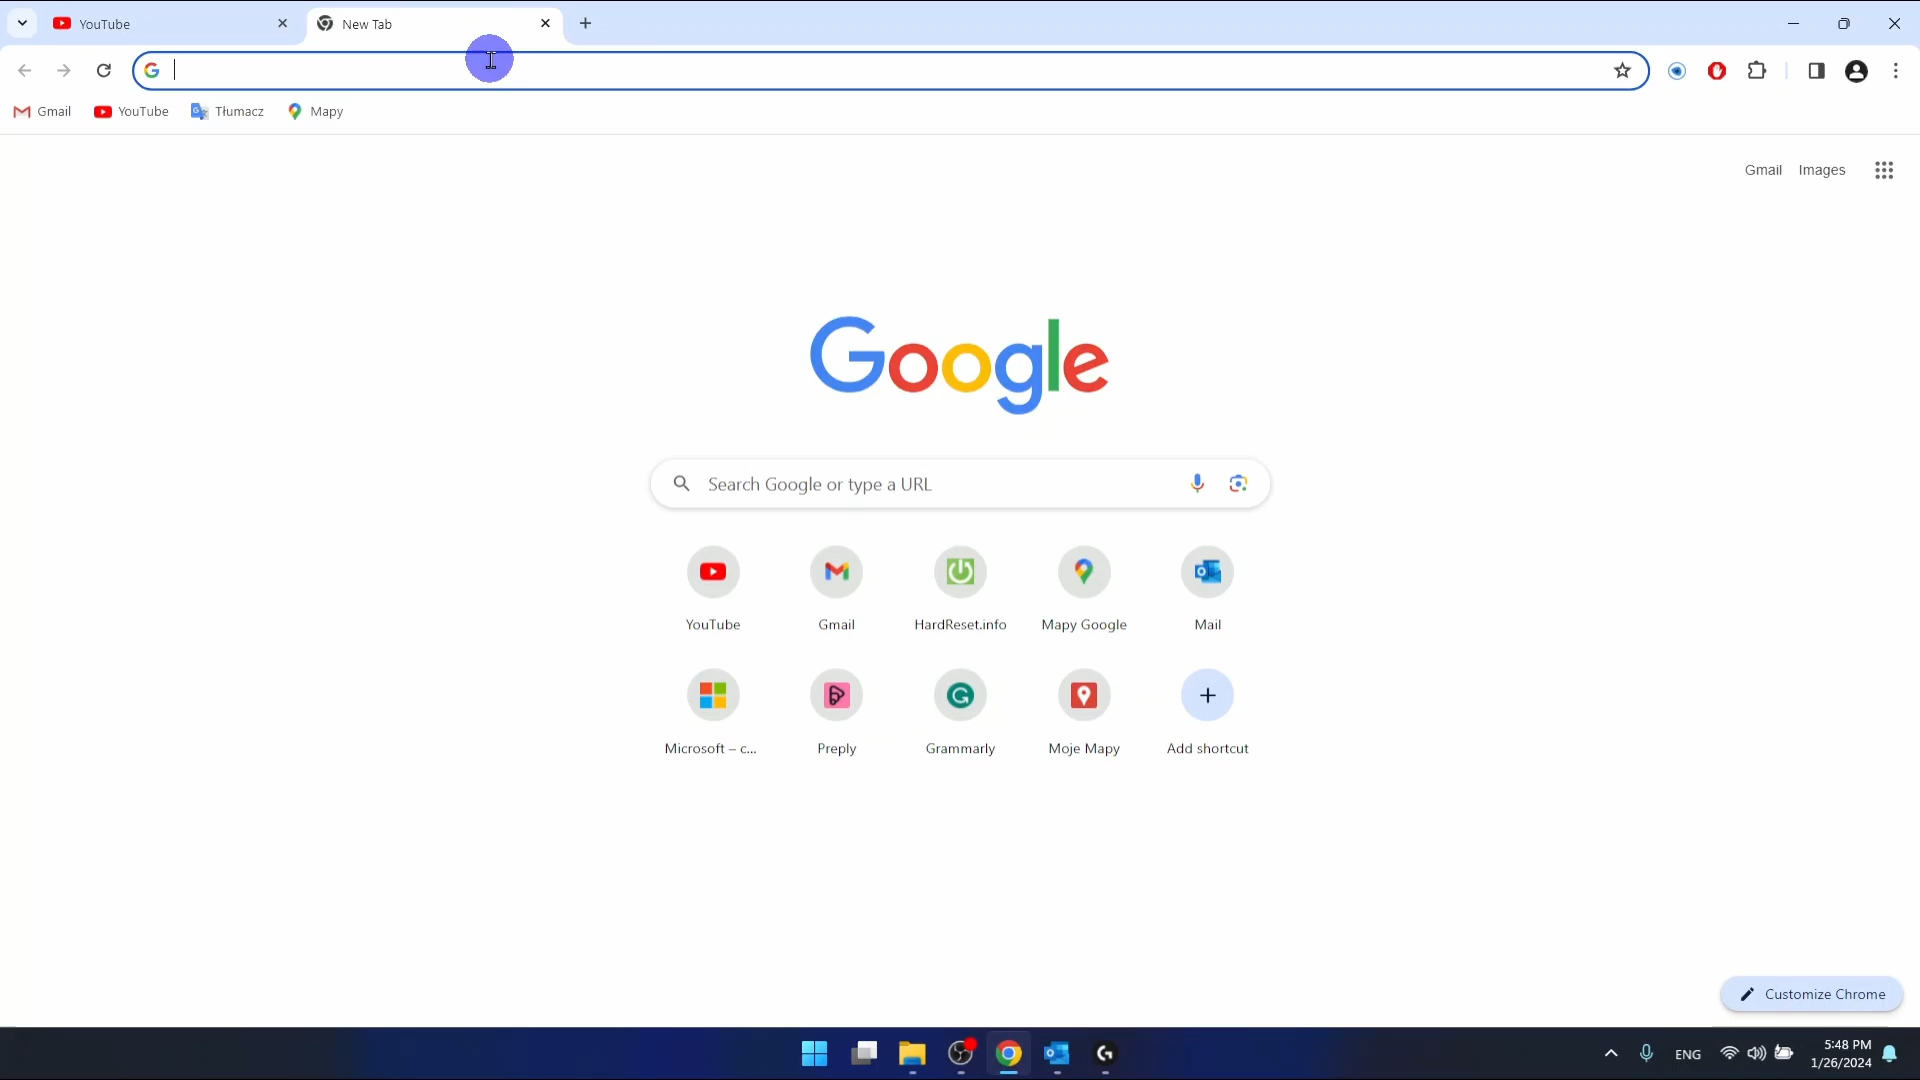 YouTube
New Tab
Gmail
YouTube
Tłumacz
Mapy
Gmail
Images
Google
Search Google or type a URL
YouTube
Gmail
HardReset.info
Mapy Google
Mail
Microsoft – c...
Preply
Grammarly
Moje Mapy
Add shortcut
Customize Chrome
ENG
5:48 PM
1/26/2024